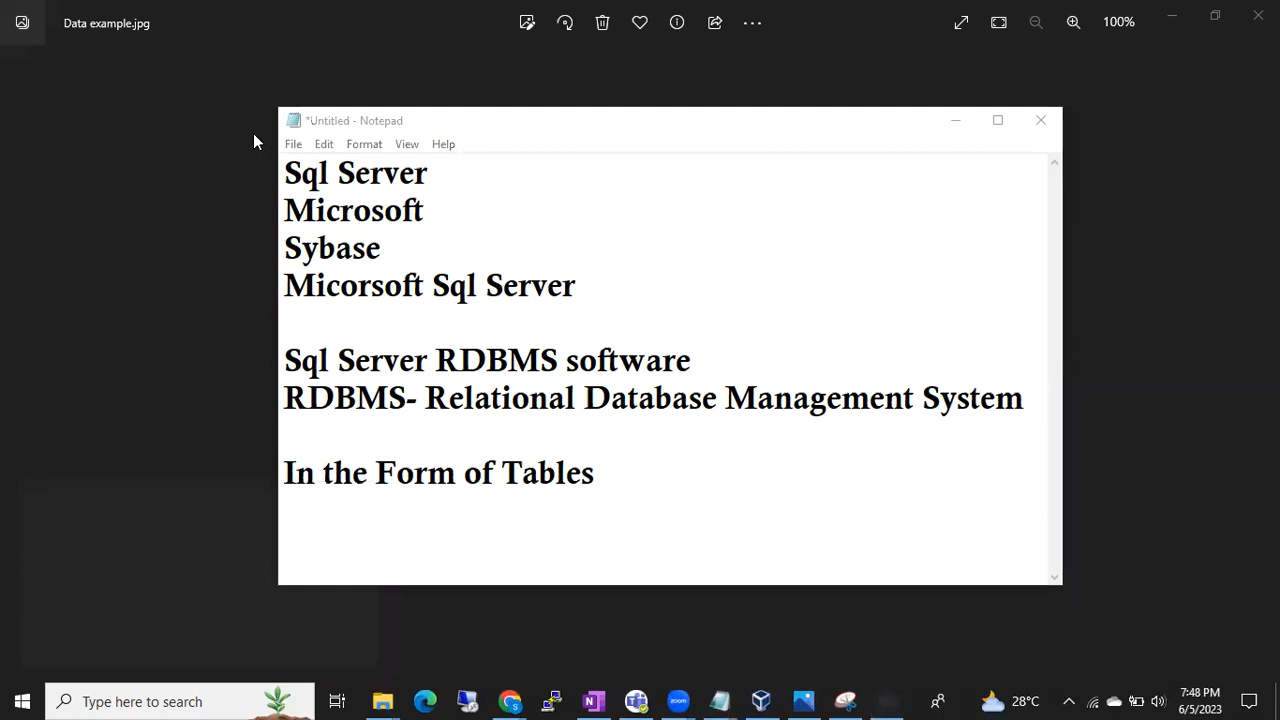 Data example.jpg
100%
*Untitled - Notepad
File Edit Format View Help
Sql Server
Microsoft
Sybase
Micorsoft Sql Server
Sql Server RDBMS software
RDBMS- Relational Database Management System
In the Form of Tables
Type here to search
zoom
28°C
7:48 PM
6/5/2023